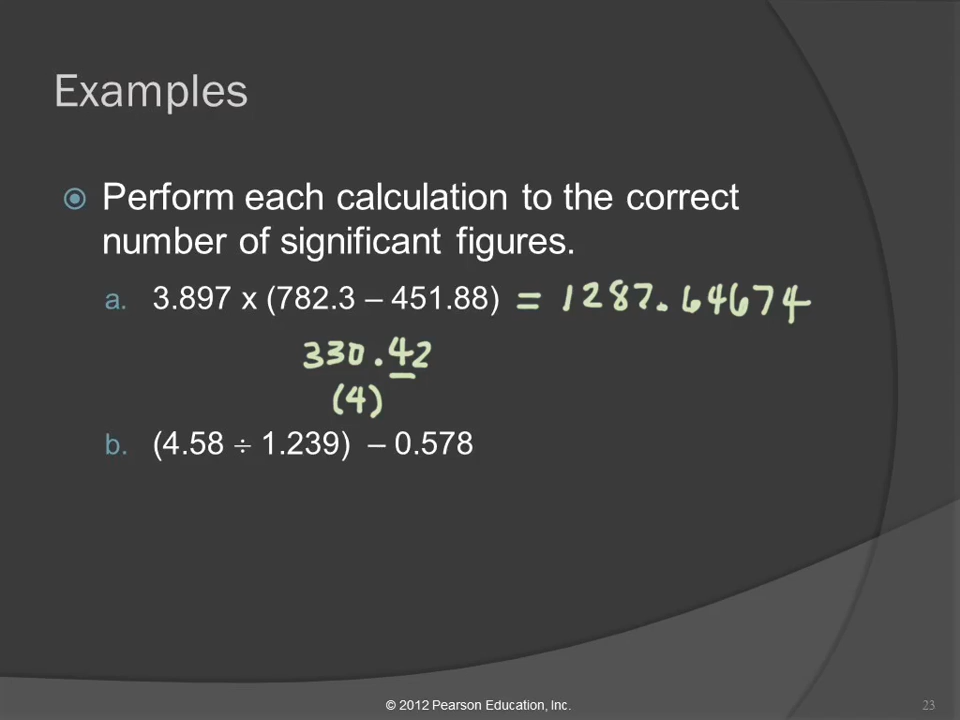 Examples
Perform each calculation to the correct
number of significant figures.
a. 3.897 x (782.3 – 451.88) = 1287.64674
330.42
(4)
b. (4.58 ÷ 1.239) – 0.578
© 2012 Pearson Education, Inc.
23